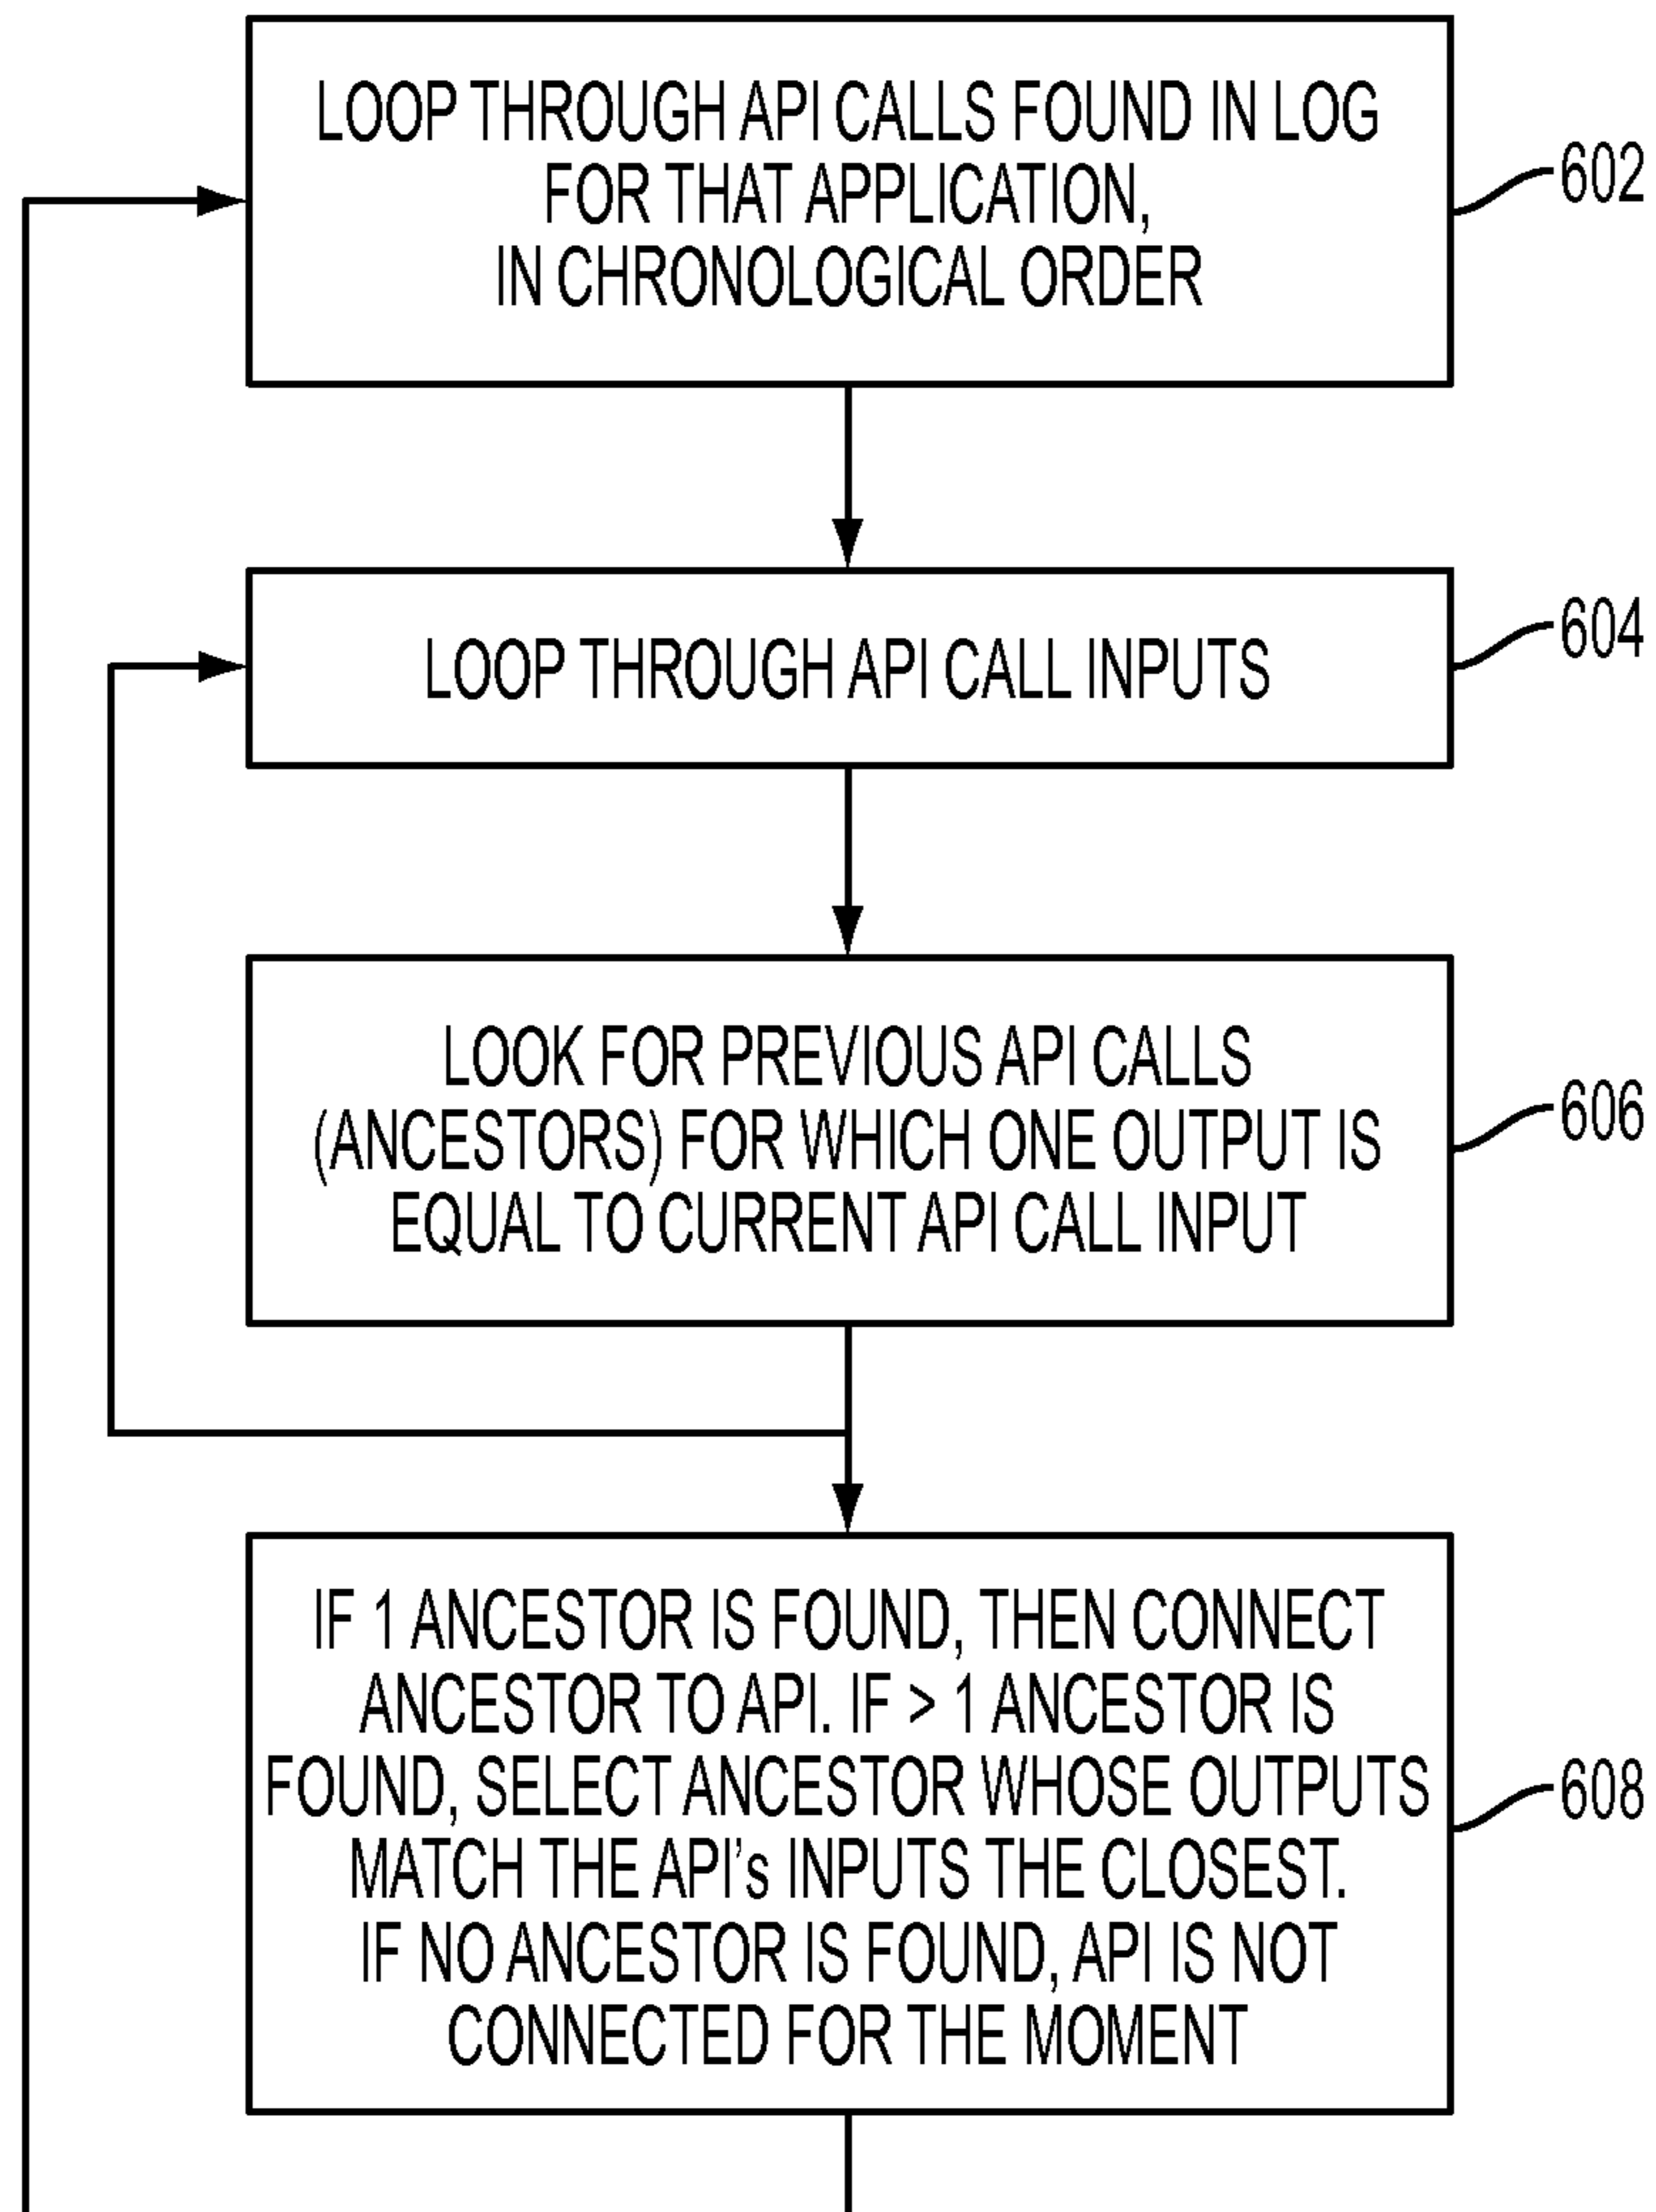 LOOP THROUGH API CALLS FOUND IN LOG
FOR THAT APPLICATION,
IN CHRONOLOGICAL ORDER
602
LOOP THROUGH API CALL INPUTS
604
LOOK FOR PREVIOUS API CALLS
(ANCESTORS) FOR WHICH ONE OUTPUT IS
EQUAL TO CURRENT API CALL INPUT
606
IF 1 ANCESTOR IS FOUND, THEN CONNECT
ANCESTOR TO API. IF > 1 ANCESTOR IS
FOUND, SELECT ANCESTOR WHOSE OUTPUTS
MATCH THE API's INPUTS THE CLOSEST.
IF NO ANCESTOR IS FOUND, API IS NOT
CONNECTED FOR THE MOMENT
608